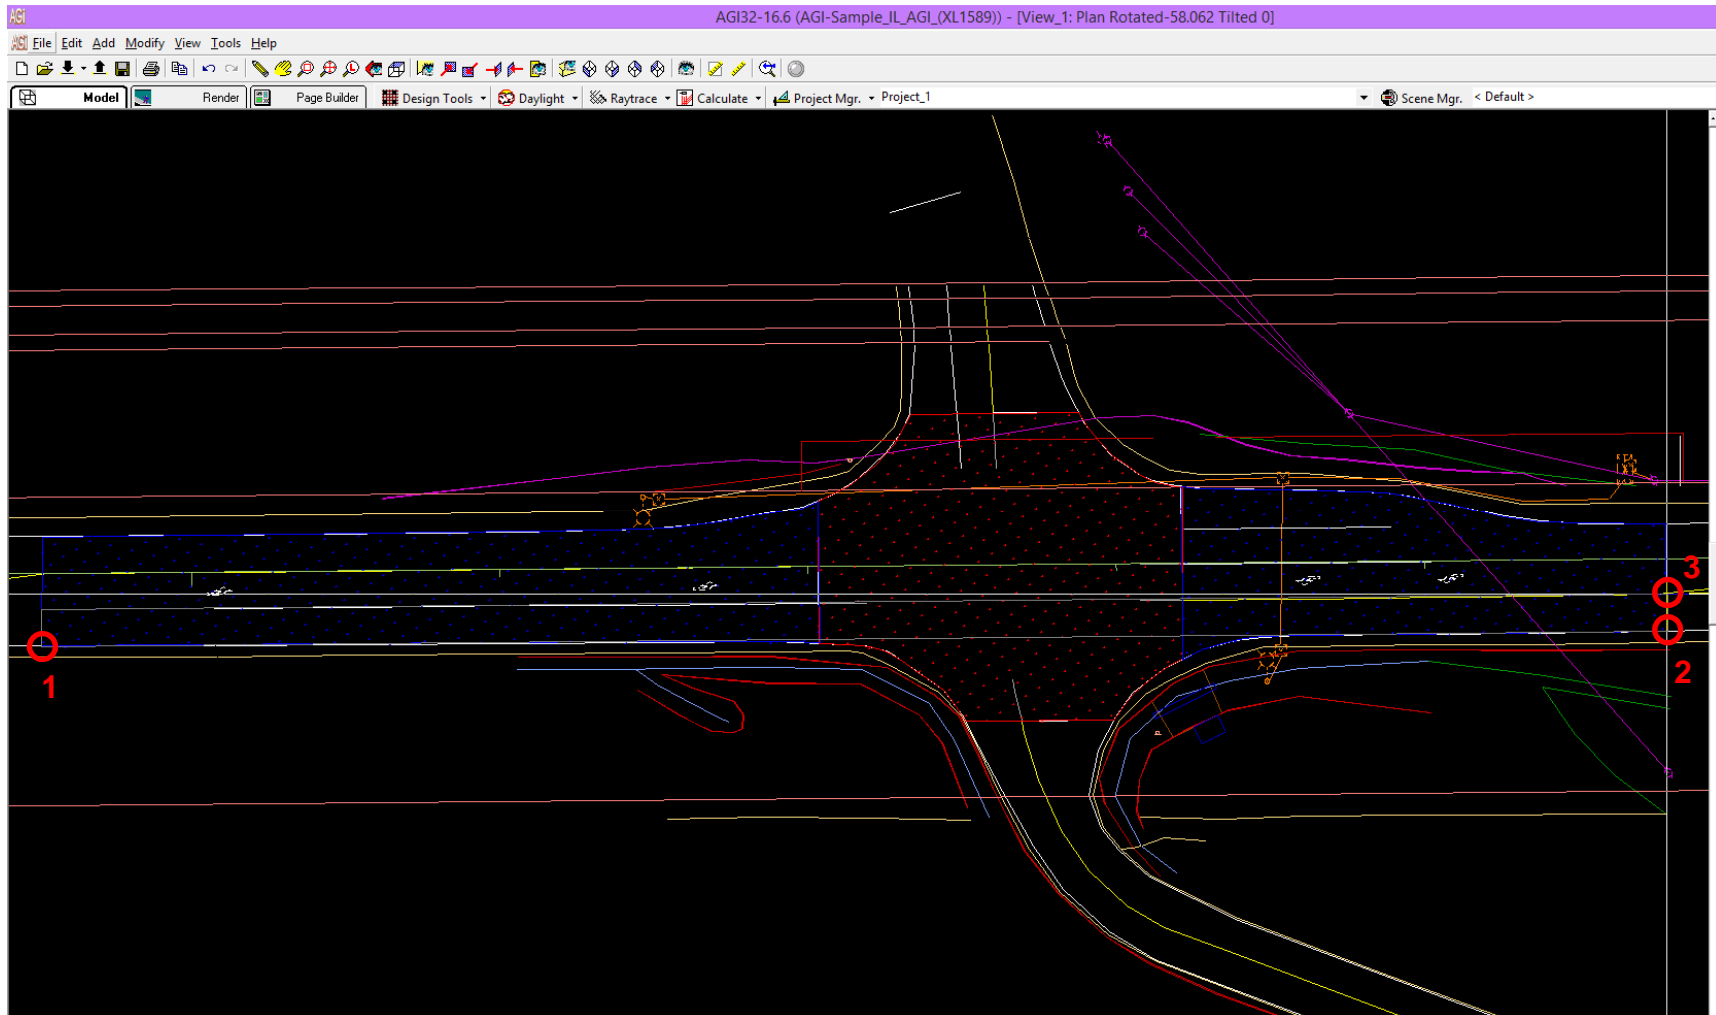 AGI32-16.6 (AGI-Sample_IL_AGI_(XL1589)) - [View_1: Plan Rotated-58.062 Tilted 0]
File Edit Add Modify View Tools Help
Model Render Page Builder Design Tools Daylight Raytrace Calculate Project Mgr. Project_1 Scene Mgr. < Default >
3
1
2